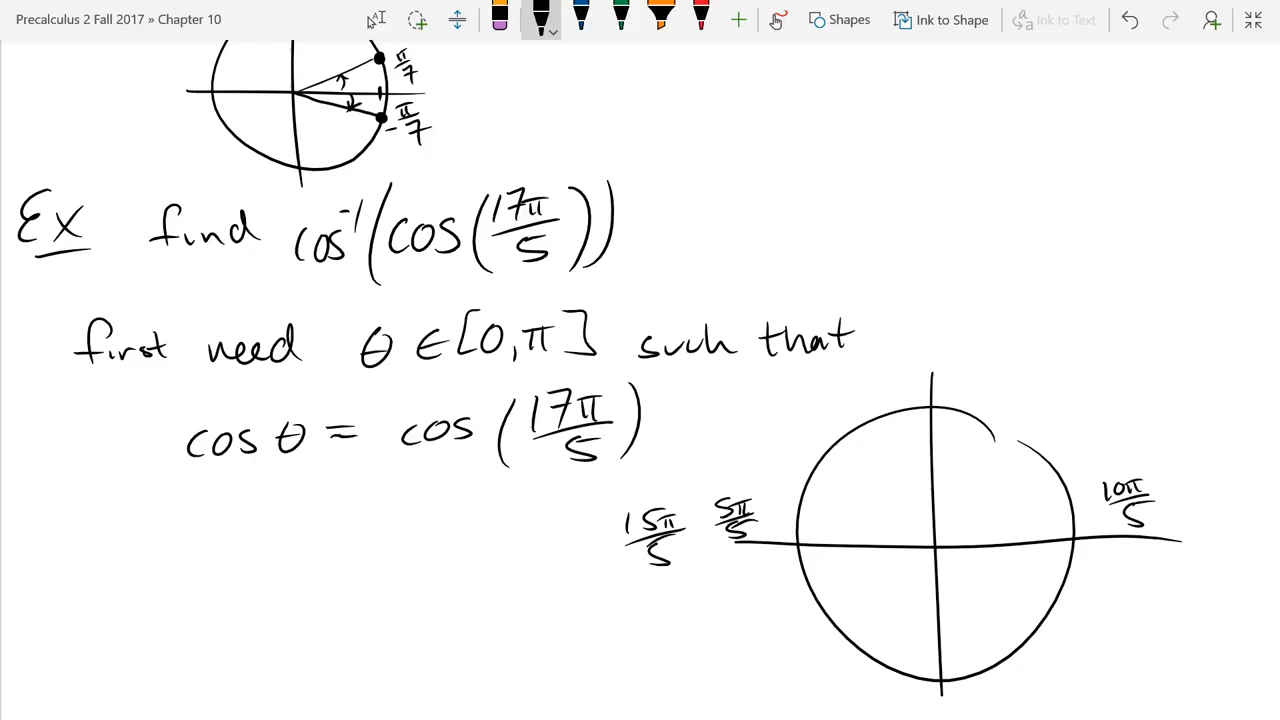 Precalculus 2 Fall 2017 » Chapter 10
Shapes
Ink to Shape
Ink to Text
π/7
-π/7
Ex find cos⁻¹(cos(17π/5))
first need θ ∈ [0,π] such that
cos θ = cos(17π/5)
15π/5 5π/5 10π/5